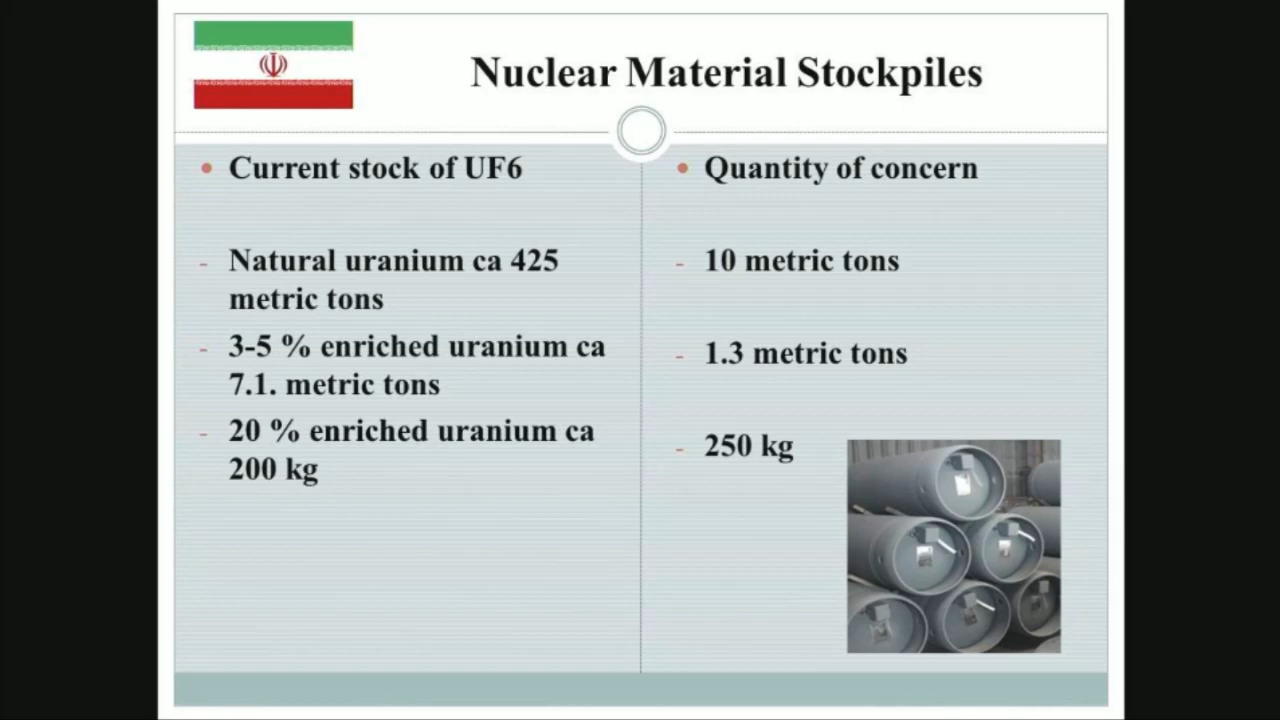 Nuclear Material Stockpiles
Current stock of UF6
- Natural uranium ca 425
metric tons
- 3-5 % enriched uranium ca
7.1. metric tons
- 20 % enriched uranium ca
200 kg
Quantity of concern
- 10 metric tons
- 1.3 metric tons
- 250 kg